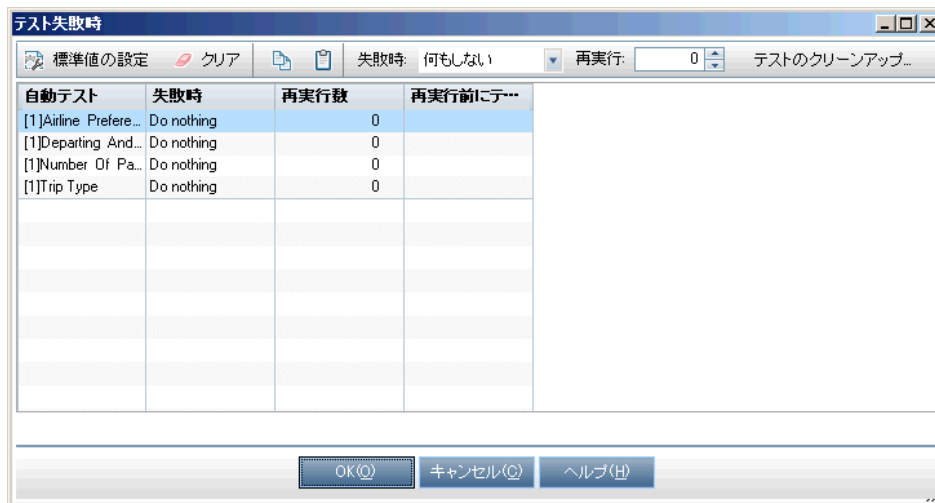 テスト失敗時
標準値の設定 クリア 失敗時: 何もしない 再実行: 0 テストのクリーンアップ...
自動テスト 失敗時 再実行数 再実行前にテ…
[1]Airline Prefere... Do nothing 0
[1]Departing And... Do nothing 0
[1]Number Of Pa... Do nothing 0
[1]Trip Type Do nothing 0
OK(O) キャンセル(C) ヘルプ(H)